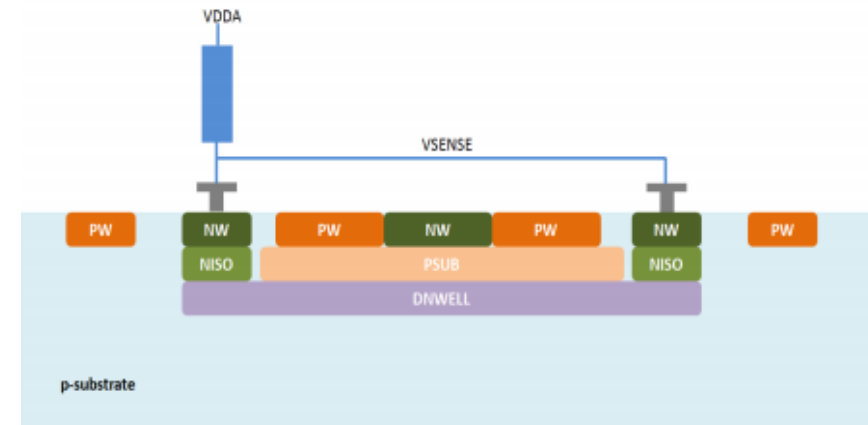 VDDA
VSENSE
PW NW PW NW PW NW PW
NISO PSUB NISO
DNWELL
p-substrate